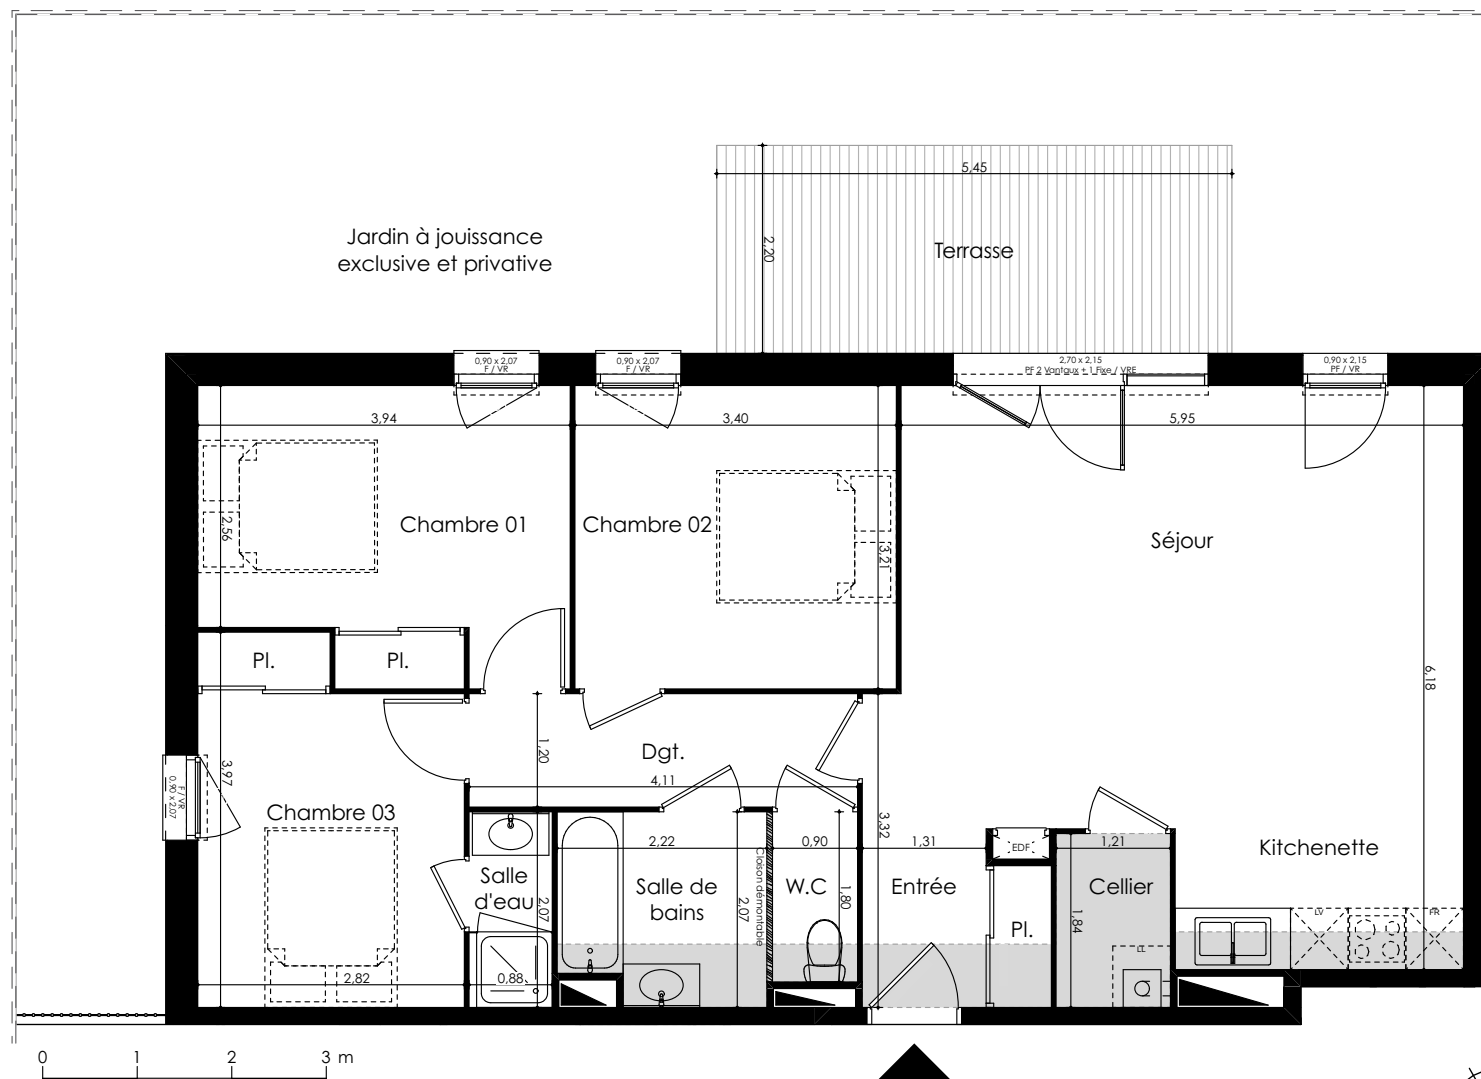 5,45
2,20
Terrasse
Jardin à jouissance
exclusive et privative
0,90 x 2,07
F / VR
0,90 x 2,07
F / VR
2,70 x 2,15
PF 2 Vantaux + 1 Fixe / VRE
0,90 x 2,15
PF / VR
3,94
3,40
5,95
2,56
Chambre 01
Chambre 02
3,21
Séjour
Pl.
Pl.
6,18
1,20
Dgt.
4,11
3,97
F / VR
0,90 x 2,07
Chambre 03
3,32
2,22
0,90
1,31
EDF
1,21
Kitchenette
Salle
d'eau
2,07
Salle de
bains
2,07
Cloison démontable
W.C
1,80
Entrée
Pl.
Cellier
1,84
LL
LV
FR
2,82
0,88
0
1
2
3 m